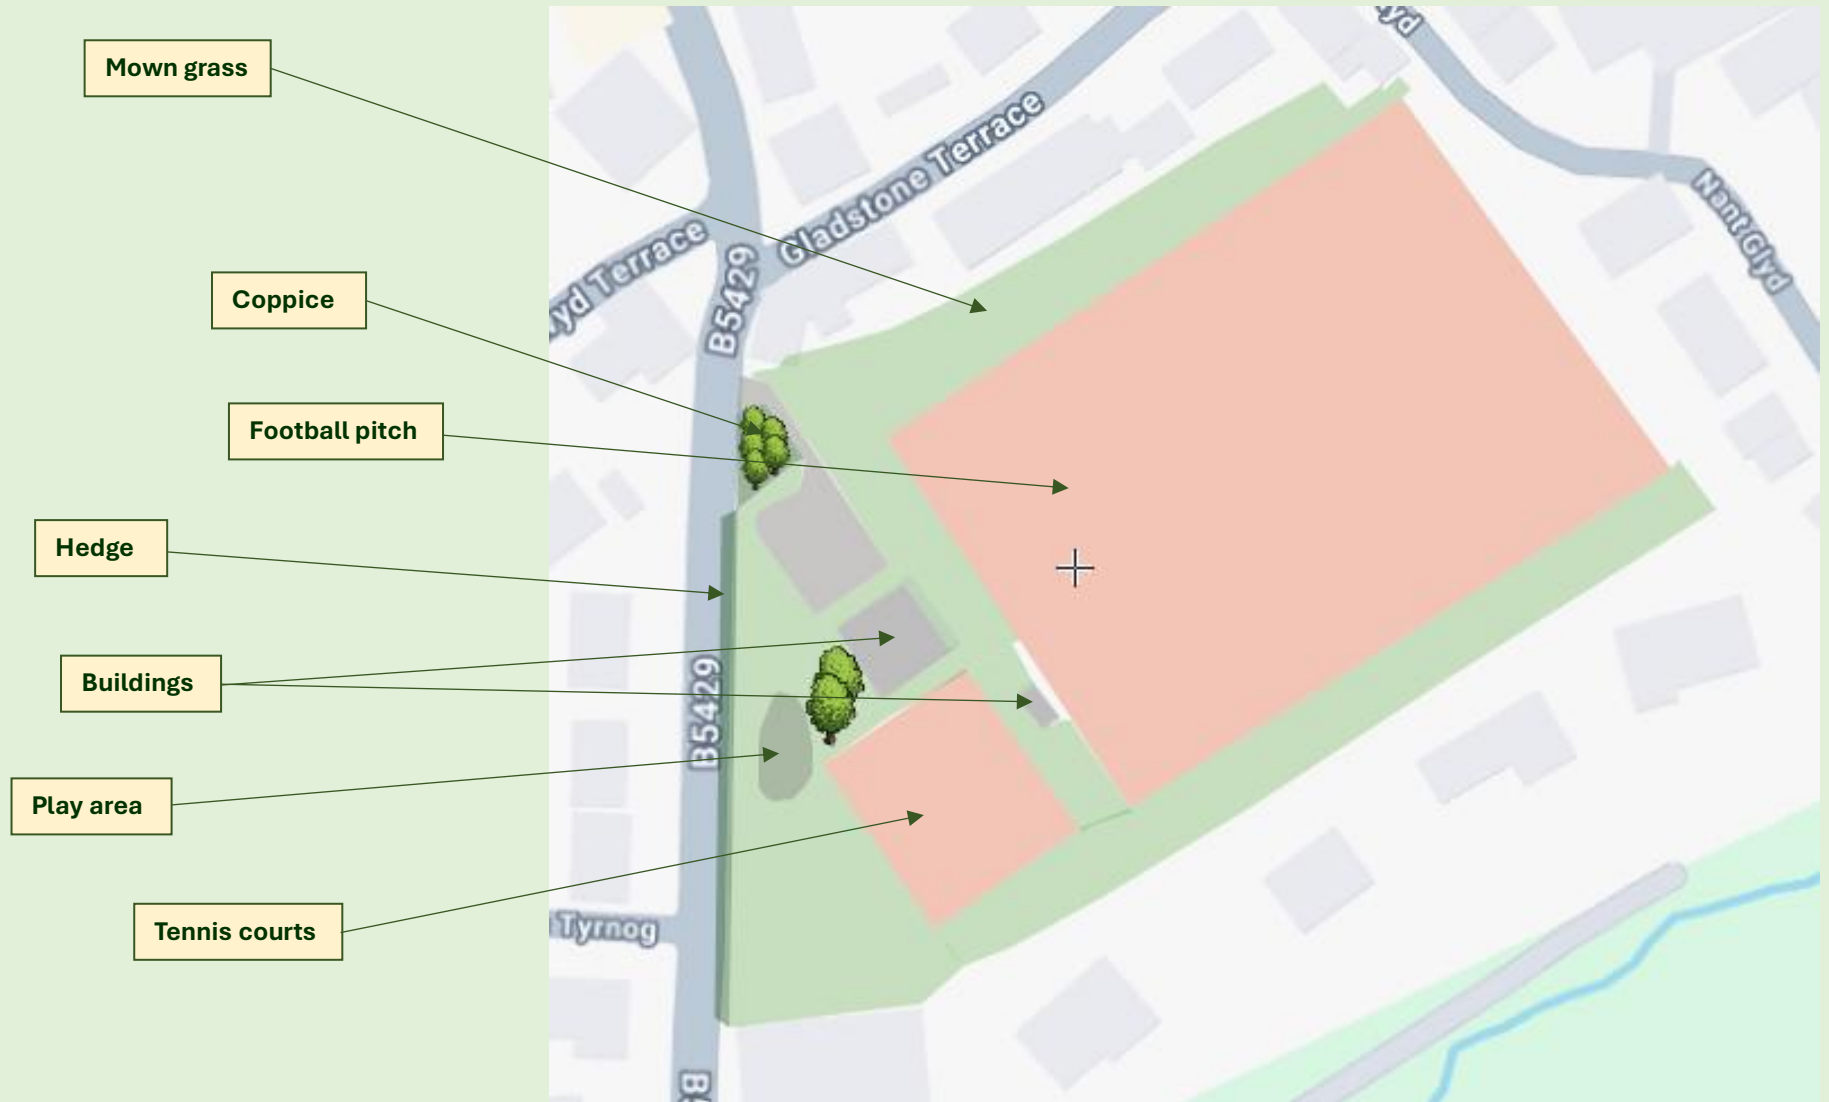 Mown grass
Coppice
Football pitch
Hedge
Buildings
Play area
Tennis courts
Gladstone Terrace
Terrace
B5429
B5429
Tyrnog
Nant Glyd